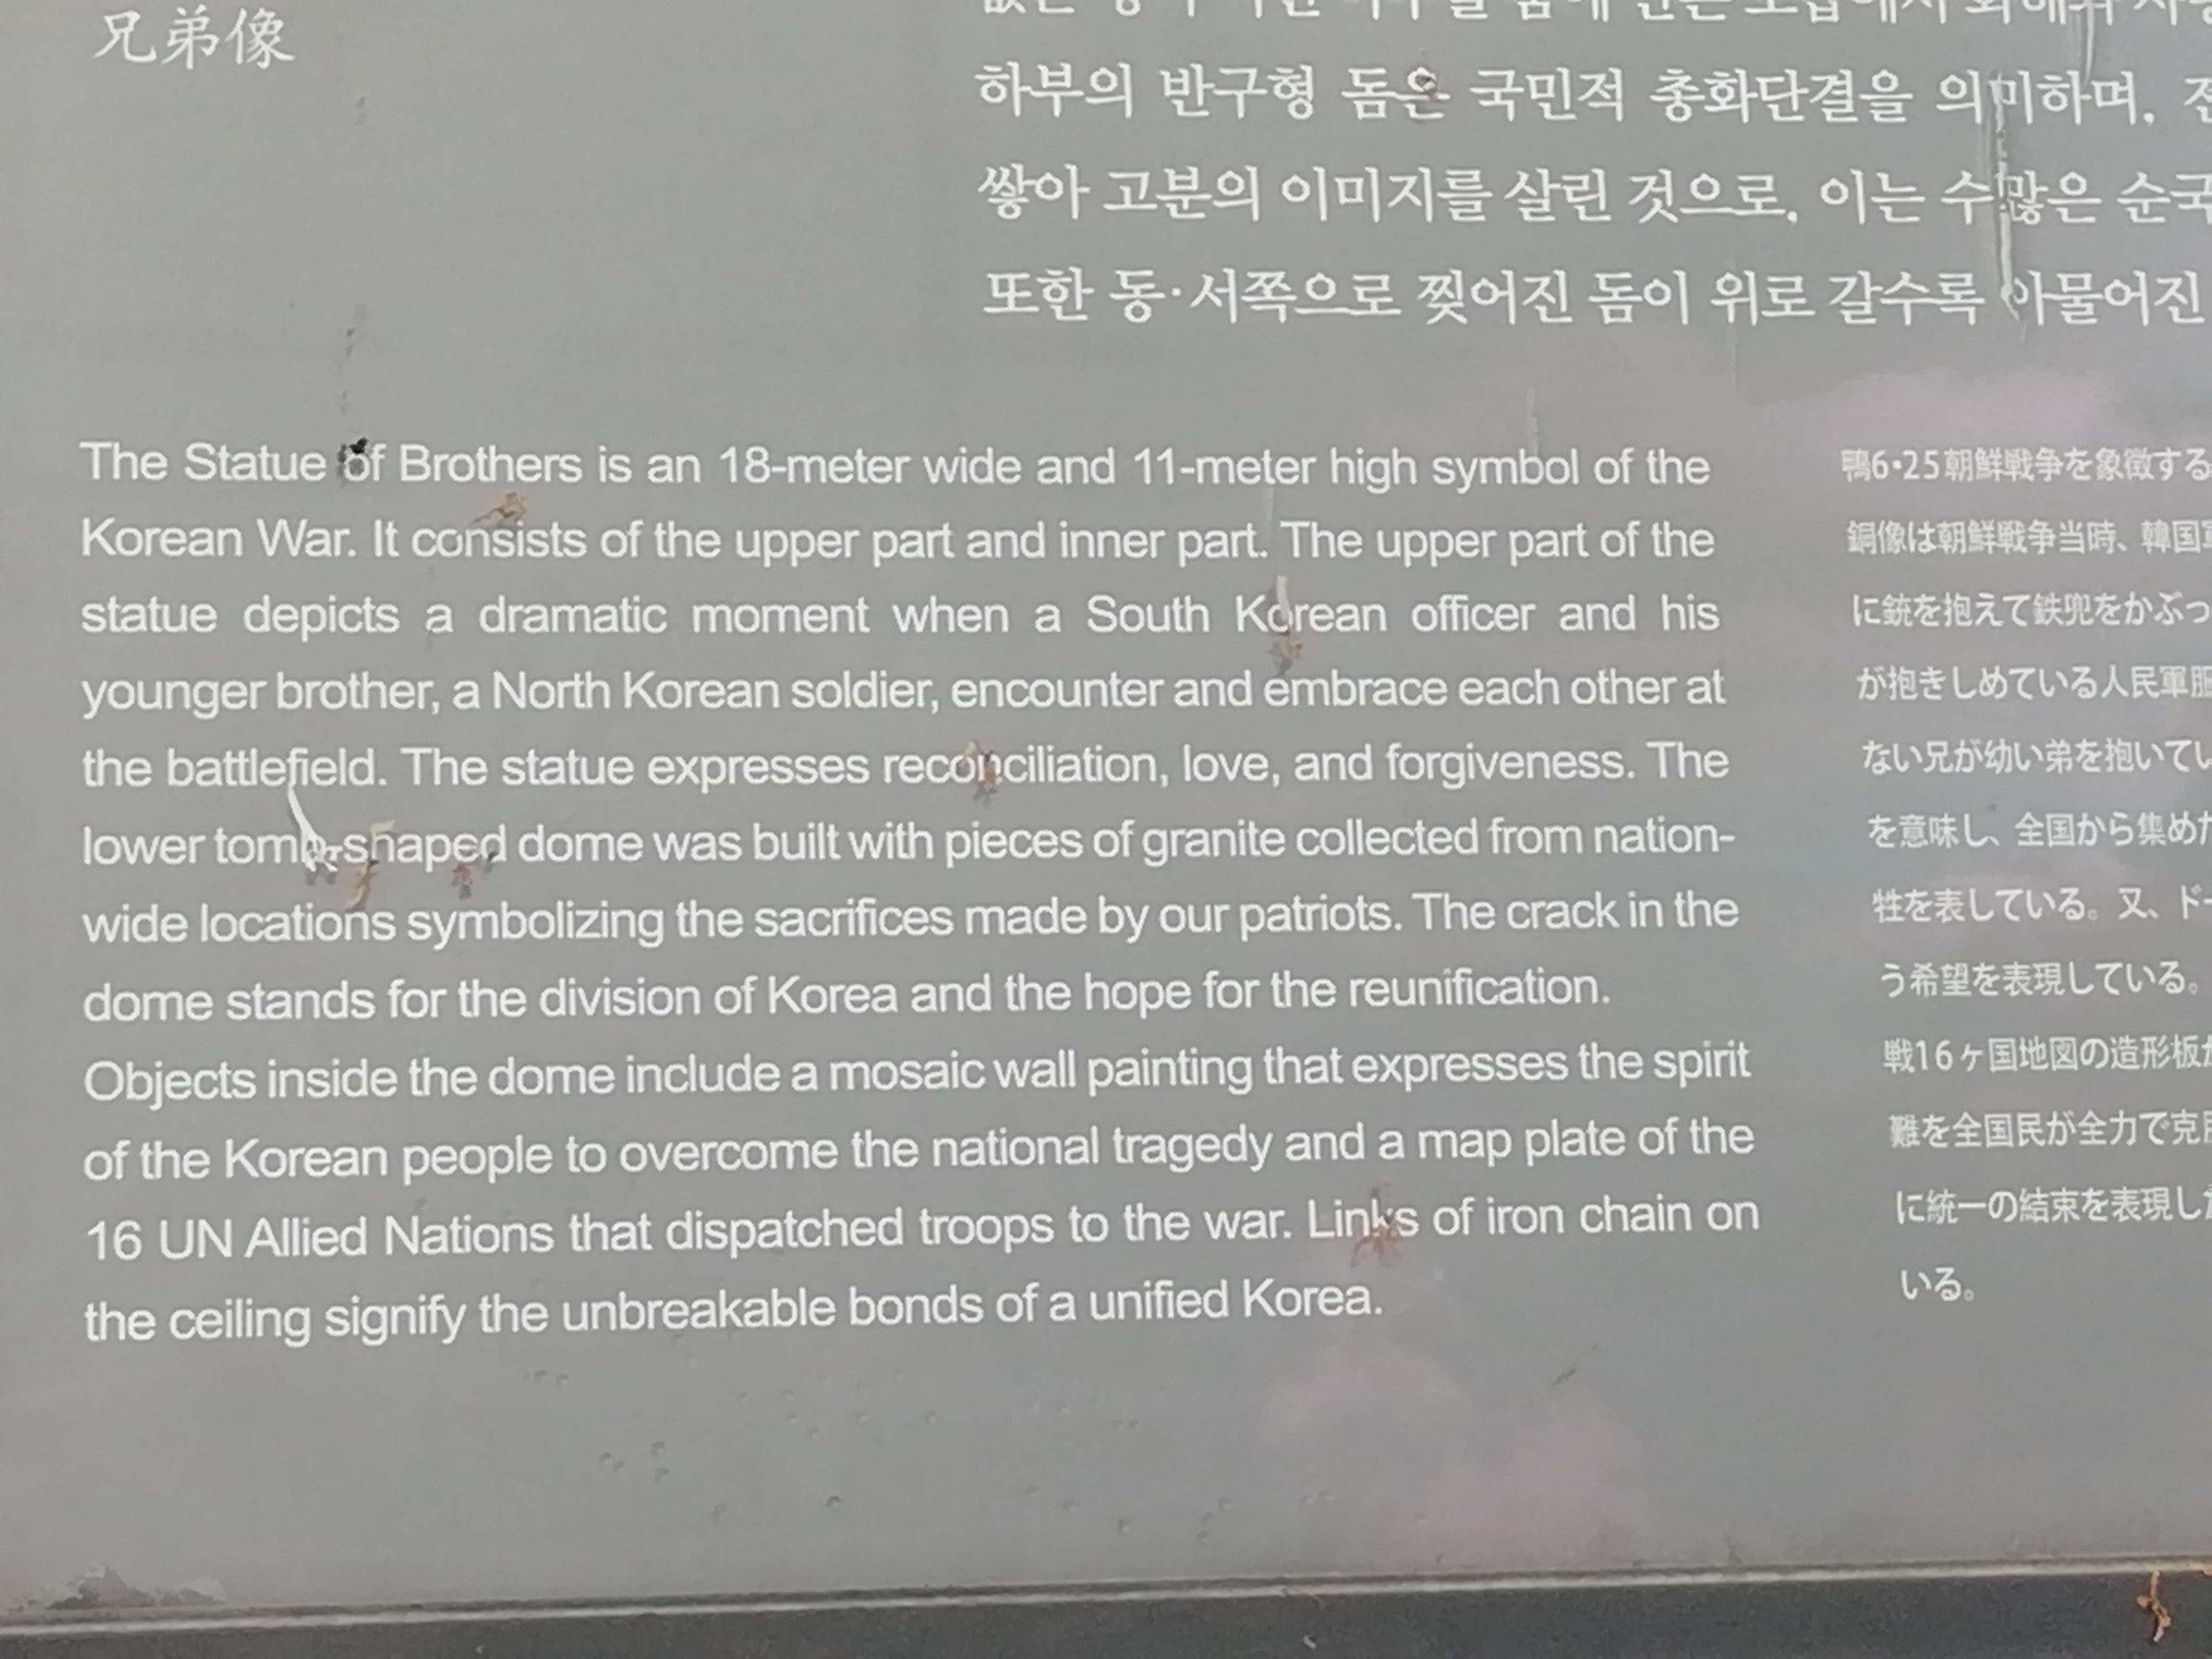 兄弟像
하부의 반구형 돔은 국민적 총화단결을 의미하며,
쌓아 고분의 이미지를 살린 것으로, 이는 수많은 순국
또한 동·서쪽으로 찢어진 돔이 위로 갈수록 아물어진
The Statue of Brothers is an 18-meter wide and 11-meter high symbol of the
Korean War. It consists of the upper part and inner part. The upper part of the
statue depicts a dramatic moment when a South Korean officer and his
younger brother, a North Korean soldier, encounter and embrace each other at
the battlefield. The statue expresses reconciliation, love, and forgiveness. The
lower tomb-shaped dome was built with pieces of granite collected from nation-
wide locations symbolizing the sacrifices made by our patriots. The crack in the
dome stands for the division of Korea and the hope for the reunification.
Objects inside the dome include a mosaic wall painting that expresses the spirit
of the Korean people to overcome the national tragedy and a map plate of the
16 UN Allied Nations that dispatched troops to the war. Links of iron chain on
the ceiling signify the unbreakable bonds of a unified Korea.
鴨6•25朝鮮戦争を象徴する
銅像は朝鮮戦争当時、韓国
に銃を抱えて鉄兜をかぶっ
が抱きしめている人民軍服
ない兄が幼い弟を抱いてい
を意味し、全国から集めた
牲を表している。又、ドー
う希望を表現している。
戦16ヶ国地図の造形板
難を全国民が全力で克
に統一の結束を表現し
いる。